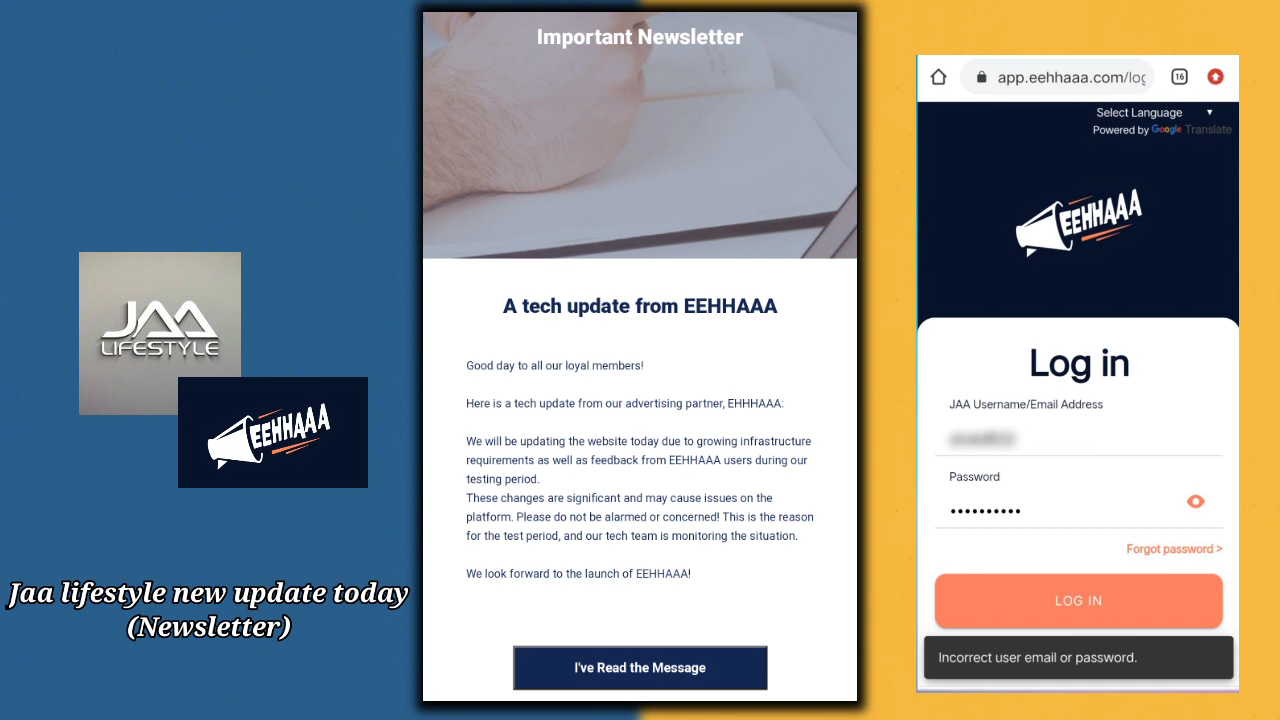 JAA
LIFESTYLE
EEHHAAA
Jaa lifestyle new update today
(Newsletter)
Important Newsletter
A tech update from EEHHAAA
Good day to all our loyal members!
Here is a tech update from our advertising partner, EHHHAAA:
We will be updating the website today due to growing infrastructure
requirements as well as feedback from EEHHAAA users during our
testing period.
These changes are significant and may cause issues on the
platform. Please do not be alarmed or concerned! This is the reason
for the test period, and our tech team is monitoring the situation.
We look forward to the launch of EEHHAAA!
I've Read the Message
app.eehhaaa.com/log
16
Select Language ▼
Powered by Google Translate
EEHHAAA
Log in
JAA Username/Email Address
Password
••••••••••
Forgot password >
LOG IN
Incorrect user email or password.